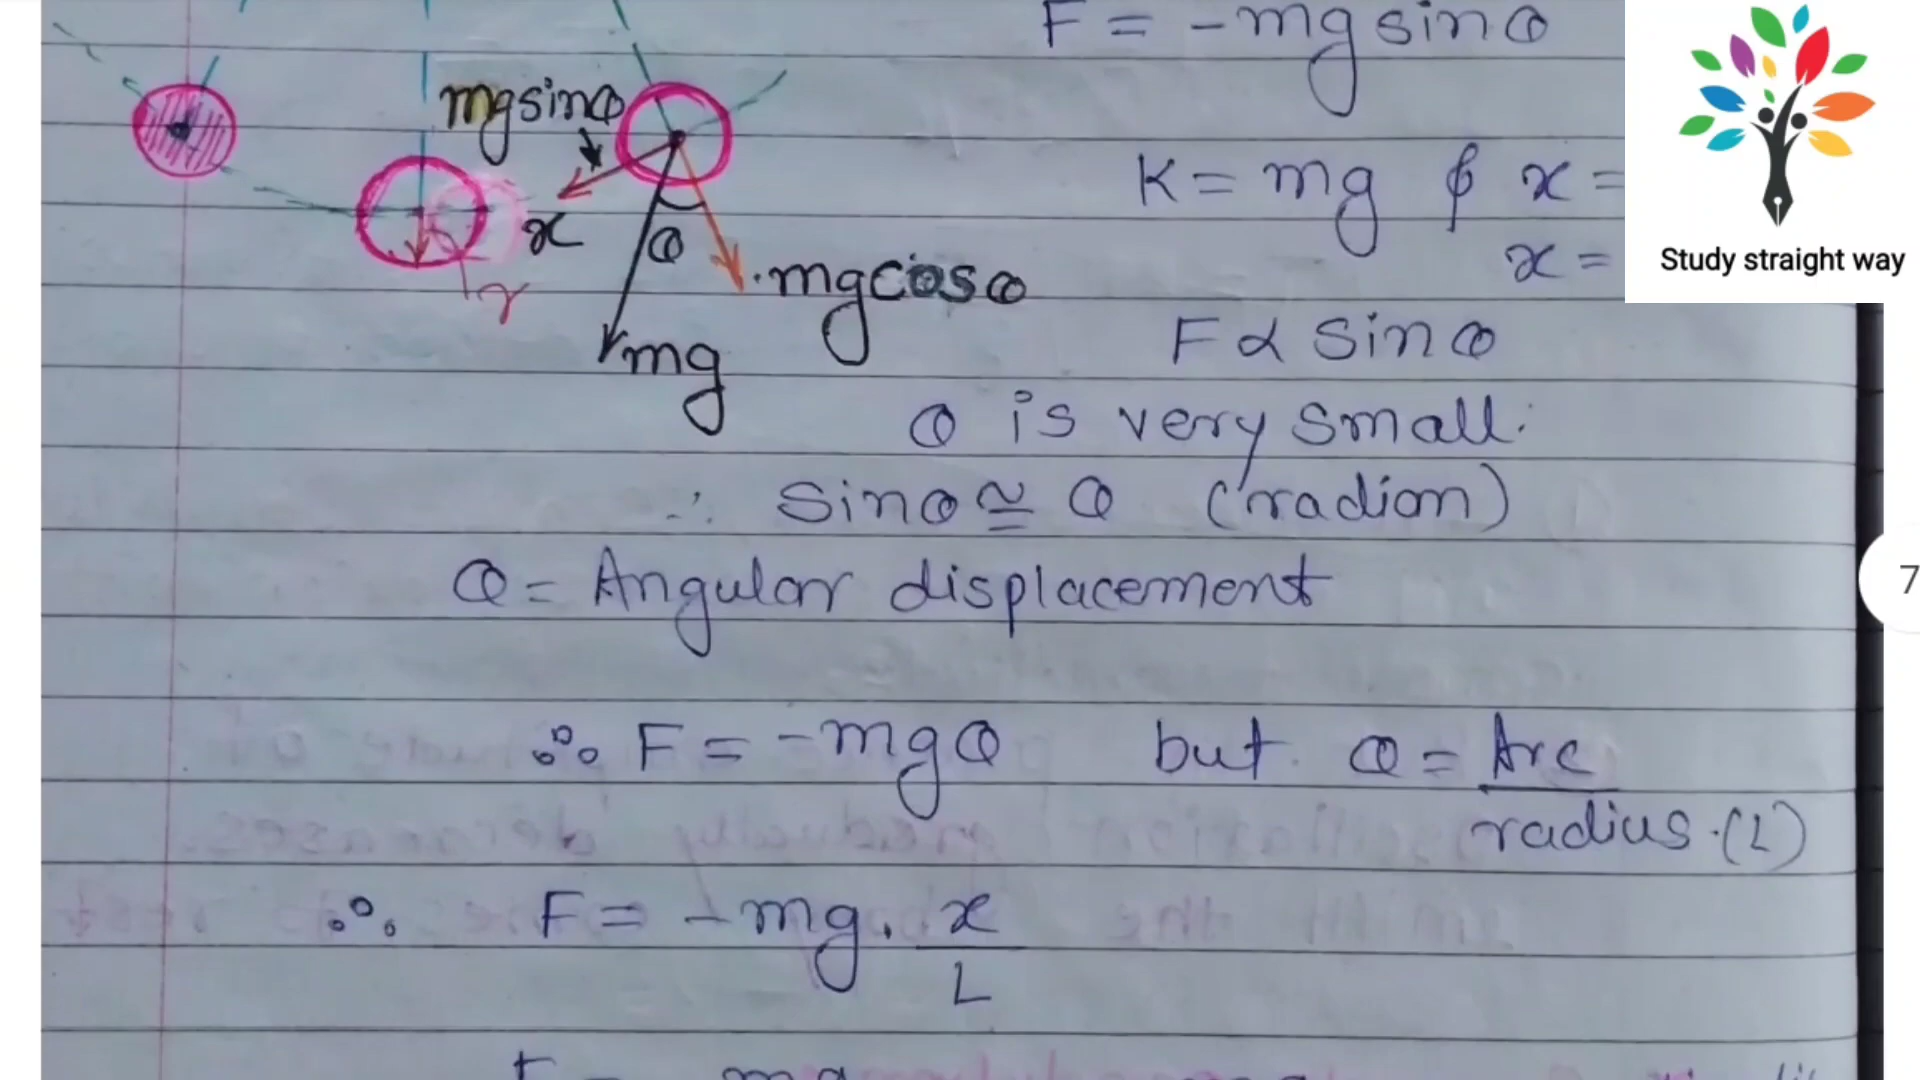 F = -mg sinθ
mgsinθ
K = mg & x =
x
θ
x =
Study straight way
mgcosθ
r
F α Sinθ
mg
θ is very small.
∴ Sinθ ≅ θ (radian)
θ = Angular displacement
7
∴ F = -mgθ but θ = Arc / radius.(L)
∴ F = -mg. x / L